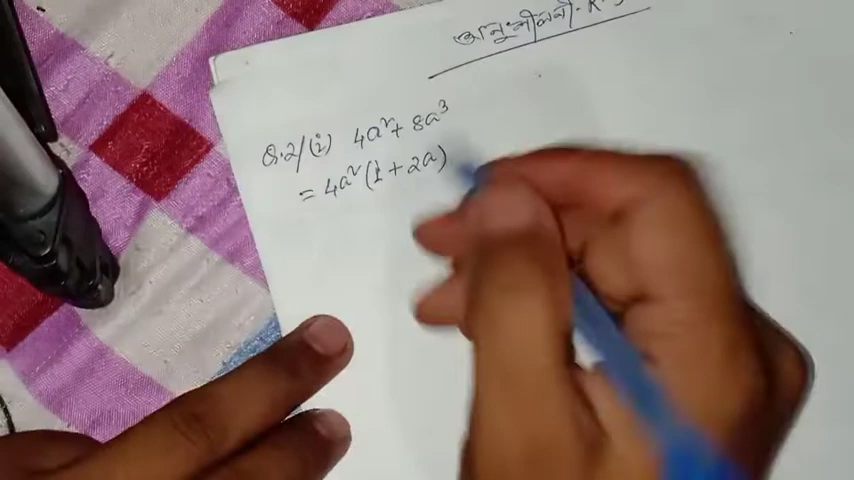 অনুশীলনী·
Q.2/(i) 4a²+ 8a³
= 4a²(1 + 2a)